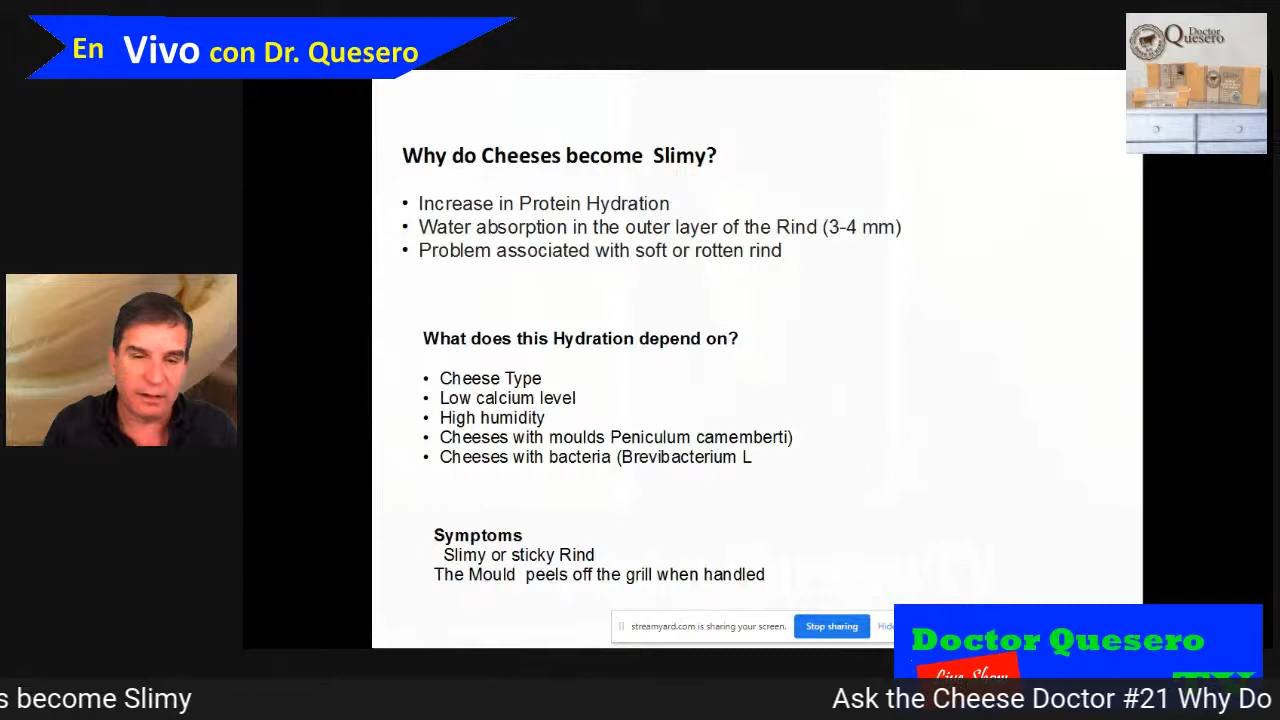 En Vivo con Dr. Quesero
Doctor
Quesero
Why do Cheeses become Slimy?
• Increase in Protein Hydration
• Water absorption in the outer layer of the Rind (3-4 mm)
• Problem associated with soft or rotten rind
What does this Hydration depend on?
• Cheese Type
• Low calcium level
• High humidity
• Cheeses with moulds Peniculum camemberti)
• Cheeses with bacteria (Brevibacterium L
Symptoms
Slimy or sticky Rind
The Mould peels off the grill when handled
streamyard.com is sharing your screen.
Stop sharing
Hide
Doctor Quesero
Live Show
s become Slimy
Ask the Cheese Doctor #21 Why Do